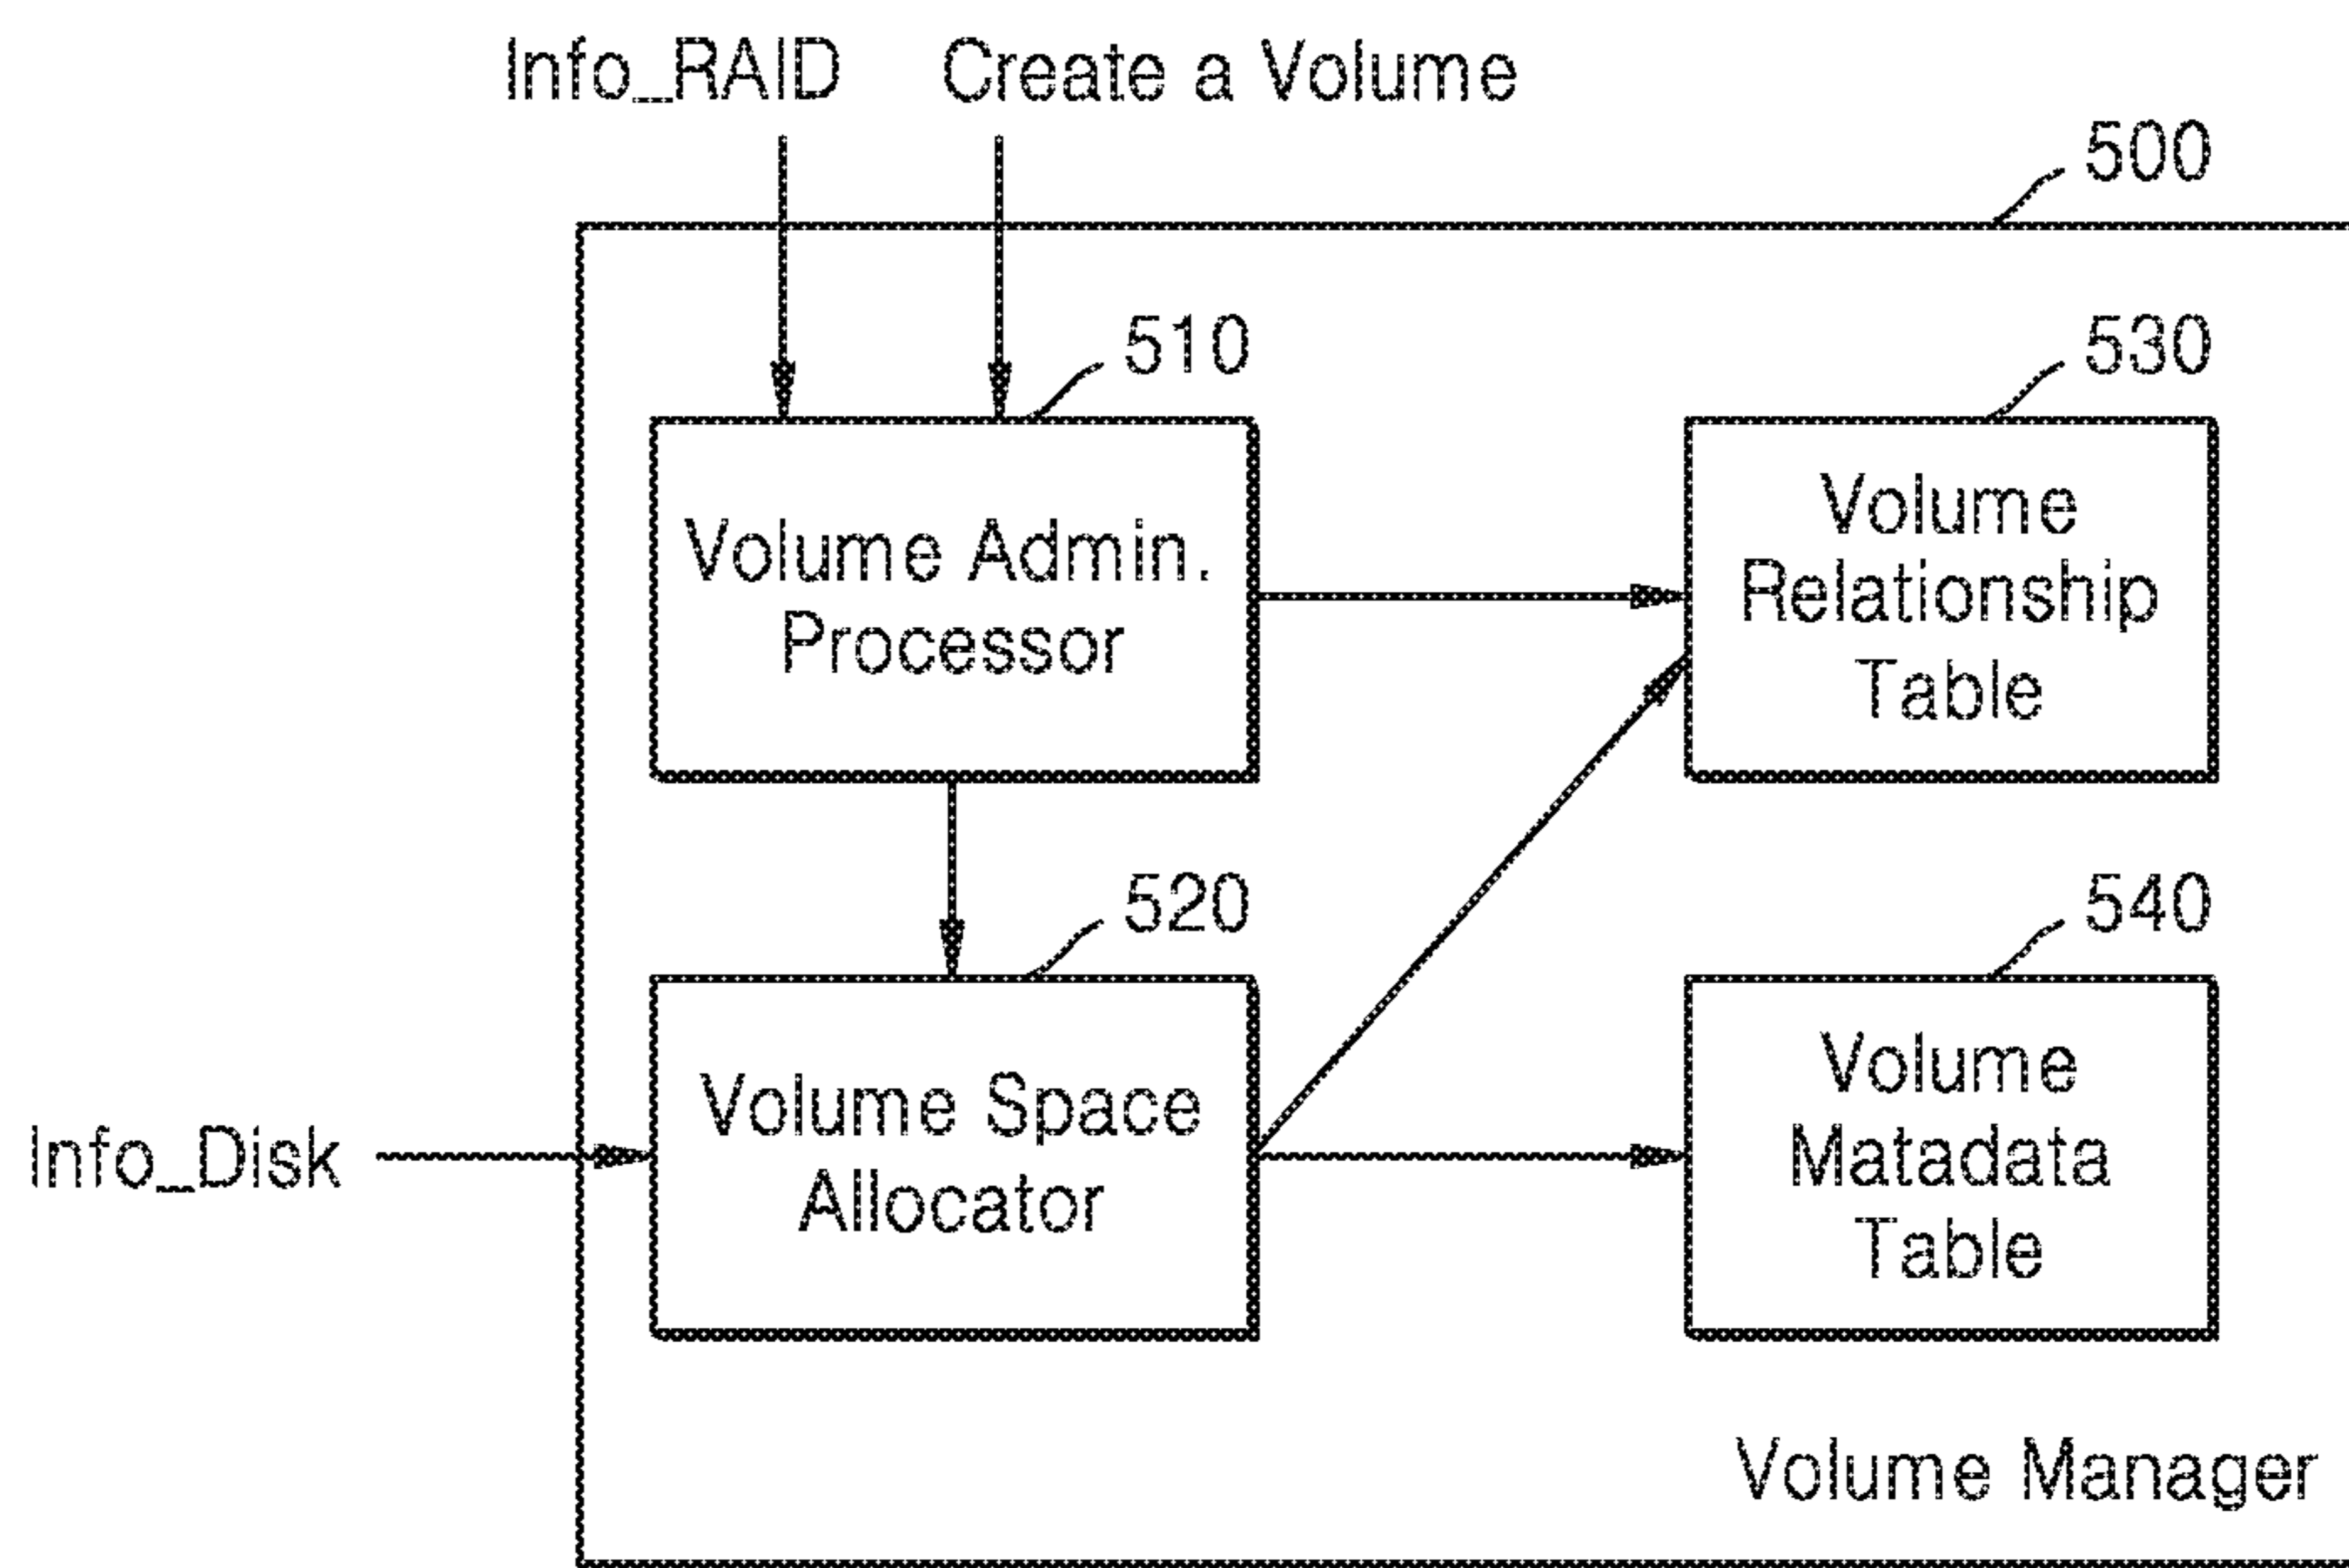 Info_RAID
Create a Volume
500
510
530
Volume Admin.
Processor
Volume
Relationship
Table
520
540
Info_Disk
Volume Space
Allocator
Volume
Matadata
Table
Volume Manager